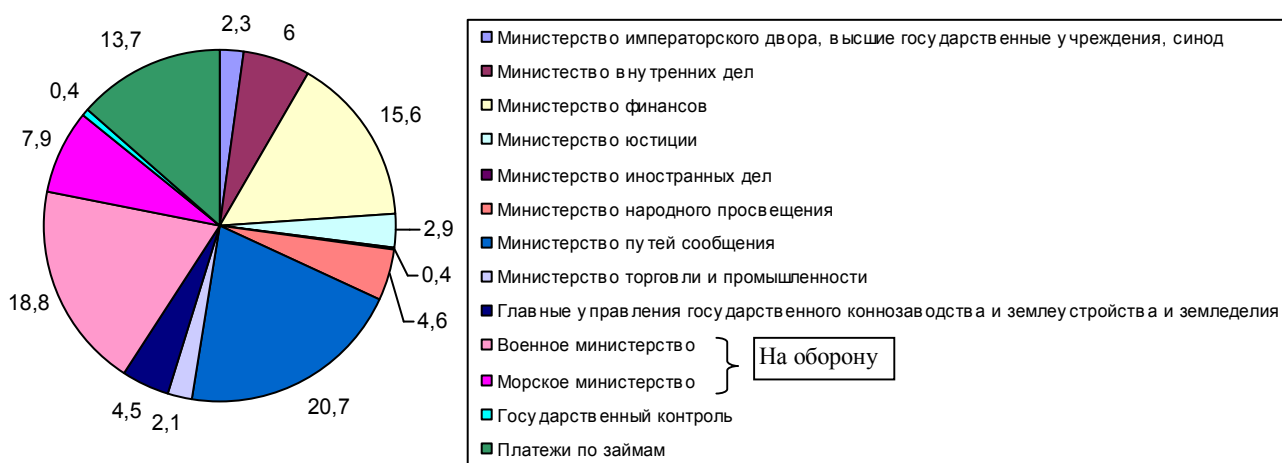 2,3
6
15,6
2,9
0,4
4,6
20,7
2,1
4,5
18,8
7,9
0,4
13,7
Министерство императорского двора, высшие государственные учреждения, синод
Министество внутренних дел
Министерство финансов
Министерство юстиции
Министерство иностранных дел
Министерство народного просвещения
Министерство путей сообщения
Министерство торговли и промышленности
Главные управления государственного коннозаводства и землеустройства и земледелия
Военное министерство
Морское министерство
На оборону
Государственный контроль
Платежи по займам